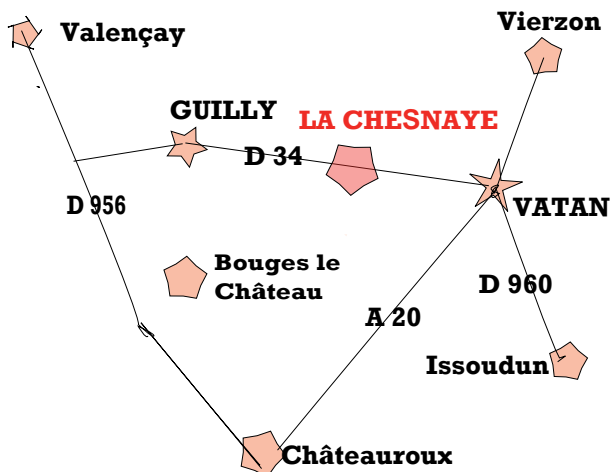 Vierzon
Valençay
GUILLY
LA CHESNAYE
D 34
D 956
VATAN
Bouges le
Château
D 960
A 20
Issoudun
Châteauroux